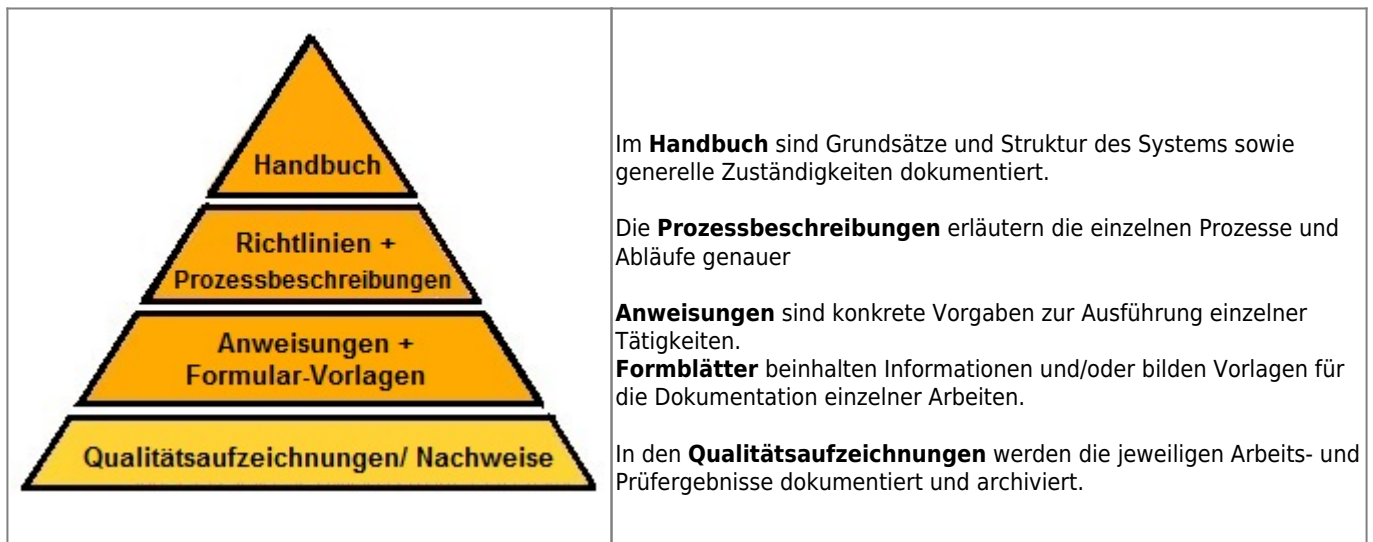 Handbuch
Richtlinien +
Prozessbeschreibungen
Anweisungen +
Formular-Vorlagen
Qualitätsaufzeichnungen/ Nachweise
Im Handbuch sind Grundsätze und Struktur des Systems sowie
generelle Zuständigkeiten dokumentiert.
Die Prozessbeschreibungen erläutern die einzelnen Prozesse und
Abläufe genauer
Anweisungen sind konkrete Vorgaben zur Ausführung einzelner
Tätigkeiten.
Formblätter beinhalten Informationen und/oder bilden Vorlagen für
die Dokumentation einzelner Arbeiten.
In den Qualitätsaufzeichnungen werden die jeweiligen Arbeits- und
Prüfergebnisse dokumentiert und archiviert.